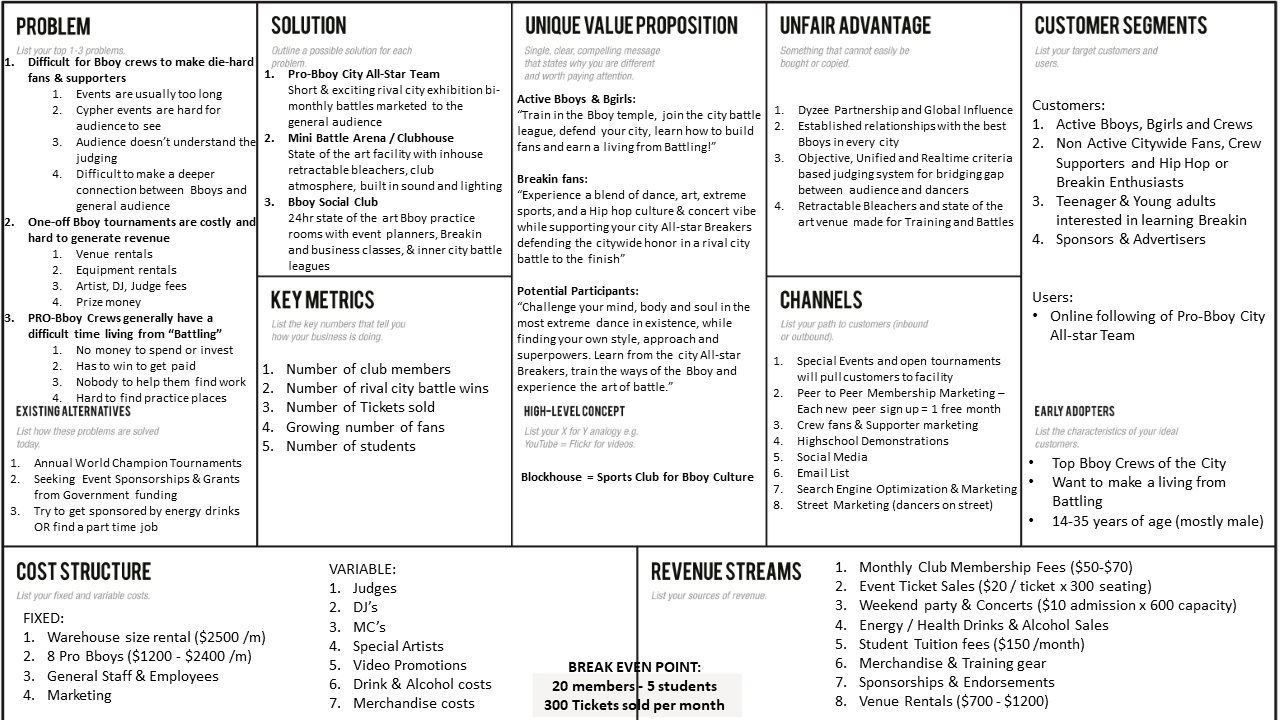 PROBLEM
List your top 1-3 problems.
1. Difficult for Bboy crews to make die-hard
fans & supporters
1. Events are usually too long
2. Cypher events are hard for
audience to see
3. Audience doesn't understand the
judging
4. Difficult to make a deeper
connection between Bboys and
general audience
2. One-off Bboy tournaments are costly and
hard to generate revenue
1. Venue rentals
2. Equipment rentals
3. Artist, DJ, Judge fees
4. Prize money
3. PRO-Bboy Crews generally have a
difficult time living from “Battling”
1. No money to spend or invest
2. Has to win to get paid
3. Nobody to help them find work
4. Hard to find practice places
EXISTING ALTERNATIVES
List how these problems are solved
today.
1. Annual World Champion Tournaments
2. Seeking Event Sponsorships & Grants
from Government funding
3. Try to get sponsored by energy drinks
OR find a part time job
SOLUTION
Outline a possible solution for each
problem.
1. Pro-Bboy City All-Star Team
Short & exciting rival city exhibition bi-
monthly battles marketed to the
general audience
2. Mini Battle Arena / Clubhouse
State of the art facility with inhouse
retractable bleachers, club
atmosphere, built in sound and lighting
3. Bboy Social Club
24hr state of the art Bboy practice
rooms with event planners, Breakin
and business classes, & inner city battle
leagues
KEY METRICS
List the key numbers that tell you
how your business is doing.
1. Number of club members
2. Number of rival city battle wins
3. Number of Tickets sold
4. Growing number of fans
5. Number of students
UNIQUE VALUE PROPOSITION
Single, clear, compelling message
that states why you are different
and worth paying attention.
Active Bboys & Bgirls:
“Train in the Bboy temple, join the city battle
league, defend your city, learn how to build
fans and earn a living from Battling!”
Breakin fans:
“Experience a blend of dance, art, extreme
sports, and a Hip hop culture & concert vibe
while supporting your city All-star Breakers
defending the citywide honor in a rival city
battle to the finish”
Potential Participants:
“Challenge your mind, body and soul in the
most extreme dance in existence, while
finding your own style, approach and
superpowers. Learn from the city All-star
Breakers, train the ways of the Bboy and
experience the art of battle.”
HIGH-LEVEL CONCEPT
List your X for Y analogy e.g.
YouTube = Flickr for videos.
Blockhouse = Sports Club for Bboy Culture
UNFAIR ADVANTAGE
Something that cannot easily be
bought or copied.
1. Dyzee Partnership and Global Influence
2. Established relationships with the best
Bboys in every city
3. Objective, Unified and Realtime criteria
based judging system for bridging gap
between audience and dancers
4. Retractable Bleachers and state of the
art venue made for Training and Battles
CHANNELS
List your path to customers (inbound
or outbound).
1. Special Events and open tournaments
will pull customers to facility
2. Peer to Peer Membership Marketing –
Each new peer sign up = 1 free month
3. Crew fans & Supporter marketing
4. Highschool Demonstrations
5. Social Media
6. Email List
7. Search Engine Optimization & Marketing
8. Street Marketing (dancers on street)
CUSTOMER SEGMENTS
List your target customers and
users.
Customers:
1. Active Bboys, Bgirls and Crews
2. Non Active Citywide Fans, Crew
Supporters and Hip Hop or
Breakin Enthusiasts
3. Teenager & Young adults
interested in learning Breakin
4. Sponsors & Advertisers
Users:
• Online following of Pro-Bboy City
All-star Team
EARLY ADOPTERS
List the characteristics of your ideal
customers.
• Top Bboy Crews of the City
• Want to make a living from
Battling
• 14-35 years of age (mostly male)
COST STRUCTURE
List your fixed and variable costs.
FIXED:
1. Warehouse size rental ($2500 /m)
2. 8 Pro Bboys ($1200 - $2400 /m)
3. General Staff & Employees
4. Marketing
VARIABLE:
1. Judges
2. DJ's
3. MC's
4. Special Artists
5. Video Promotions
6. Drink & Alcohol costs
7. Merchandise costs
BREAK EVEN POINT:
20 members - 5 students
300 Tickets sold per month
REVENUE STREAMS
List your sources of revenue.
1. Monthly Club Membership Fees ($50-$70)
2. Event Ticket Sales ($20 / ticket x 300 seating)
3. Weekend party & Concerts ($10 admission x 600 capacity)
4. Energy / Health Drinks & Alcohol Sales
5. Student Tuition fees ($150 /month)
6. Merchandise & Training gear
7. Sponsorships & Endorsements
8. Venue Rentals ($700 - $1200)